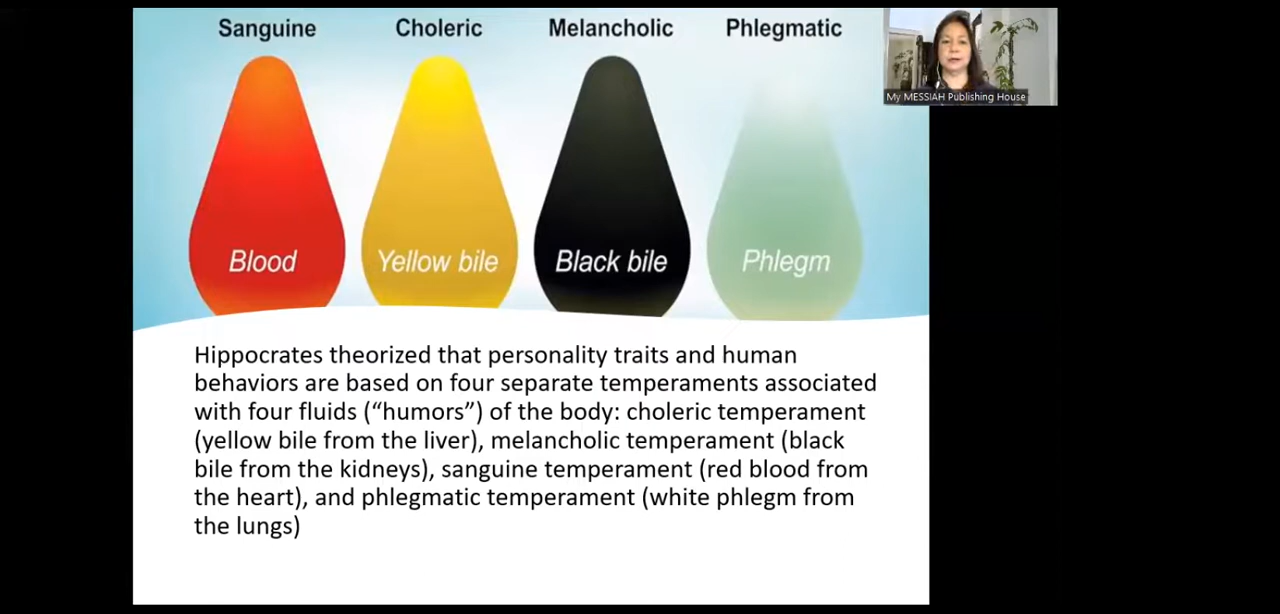 Sanguine Choleric Melancholic Phlegmatic
My MESSIAH Publishing House
Blood Yellow bile Black bile Phlegm
Hippocrates theorized that personality traits and human
behaviors are based on four separate temperaments associated
with four fluids (“humors”) of the body: choleric temperament
(yellow bile from the liver), melancholic temperament (black
bile from the kidneys), sanguine temperament (red blood from
the heart), and phlegmatic temperament (white phlegm from
the lungs)